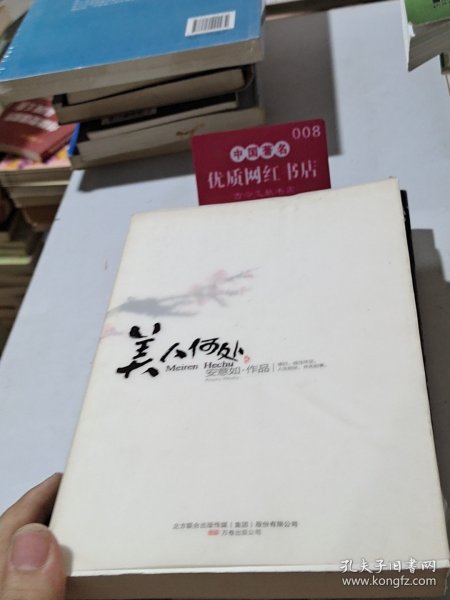 008
中国著名
优质网红书店
美人何处
Meiren Hechu
安意如·作品
北方联合出版传媒（集团）股份有限公司
万卷出版公司
孔夫子旧书网
www.kongfz.com